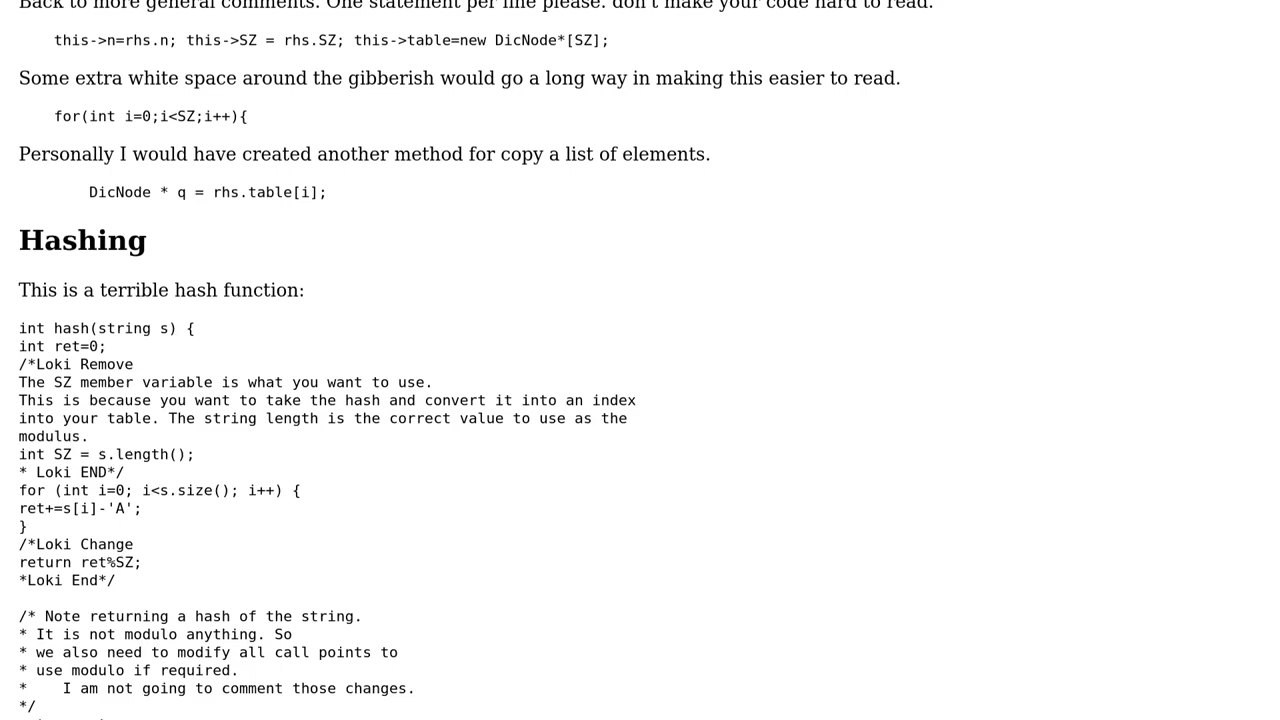 Back to more general comments. One statement per line please. don't make your code hard to read.
this->n=rhs.n; this->SZ = rhs.SZ; this->table=new DicNode*[SZ];
Some extra white space around the gibberish would go a long way in making this easier to read.
for(int i=0;i<SZ;i++){
Personally I would have created another method for copy a list of elements.
DicNode * q = rhs.table[i];
Hashing
This is a terrible hash function:
int hash(string s) {
int ret=0;
/*Loki Remove
The SZ member variable is what you want to use.
This is because you want to take the hash and convert it into an index
into your table. The string length is the correct value to use as the
modulus.
int SZ = s.length();
* Loki END*/
for (int i=0; i<s.size(); i++) {
ret+=s[i]-'A';
}
/*Loki Change
return ret%SZ;
*Loki End*/
/* Note returning a hash of the string.
* It is not modulo anything. So
* we also need to modify all call points to
* use modulo if required.
*    I am not going to comment those changes.
*/